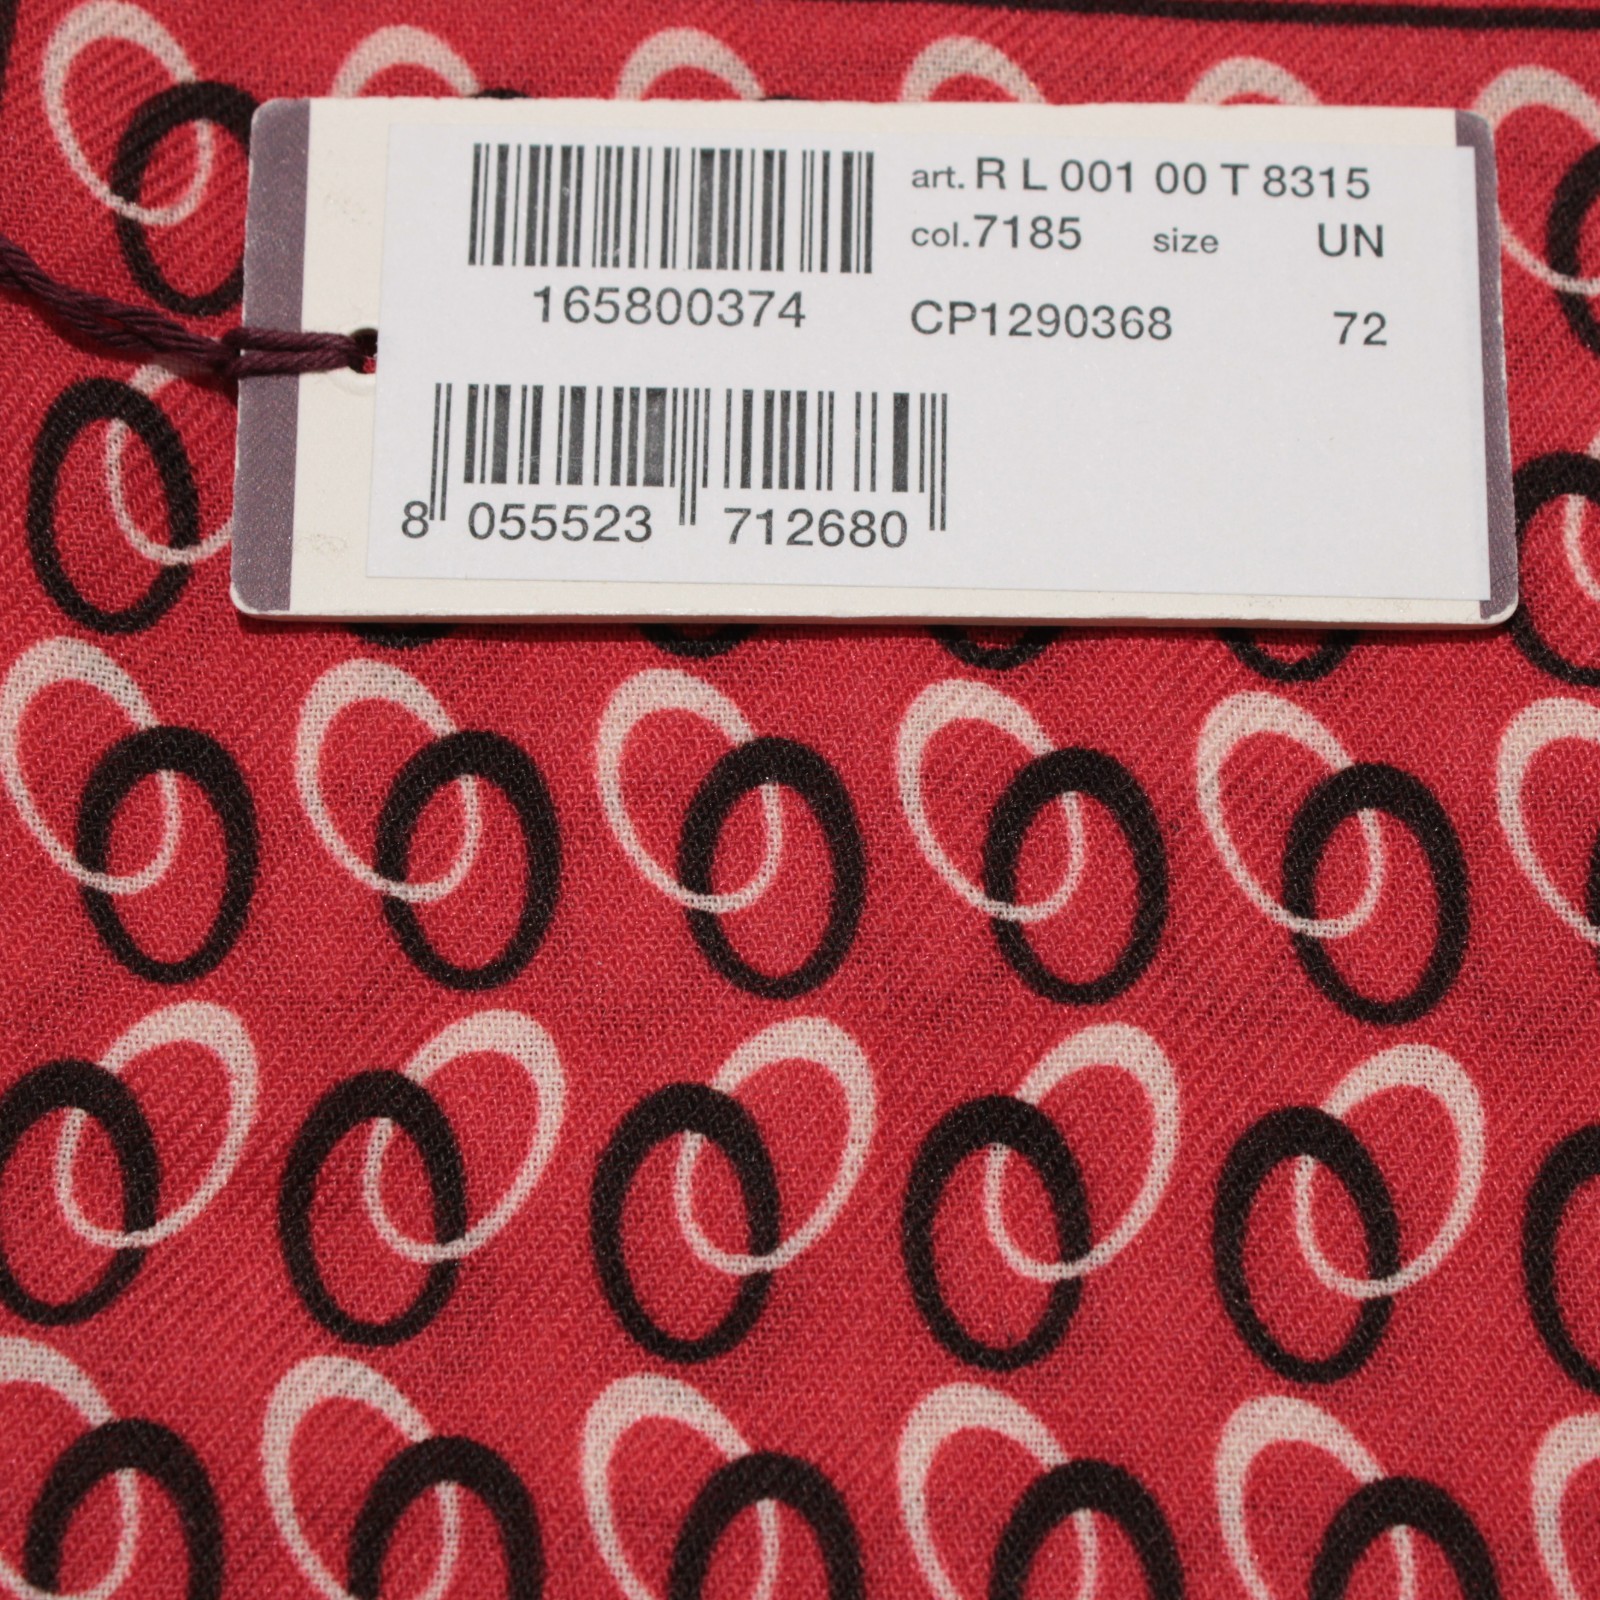 art. R L 001 00 T 8315
col.7185 size UN
165800374
CP1290368 72
8 055523 712680